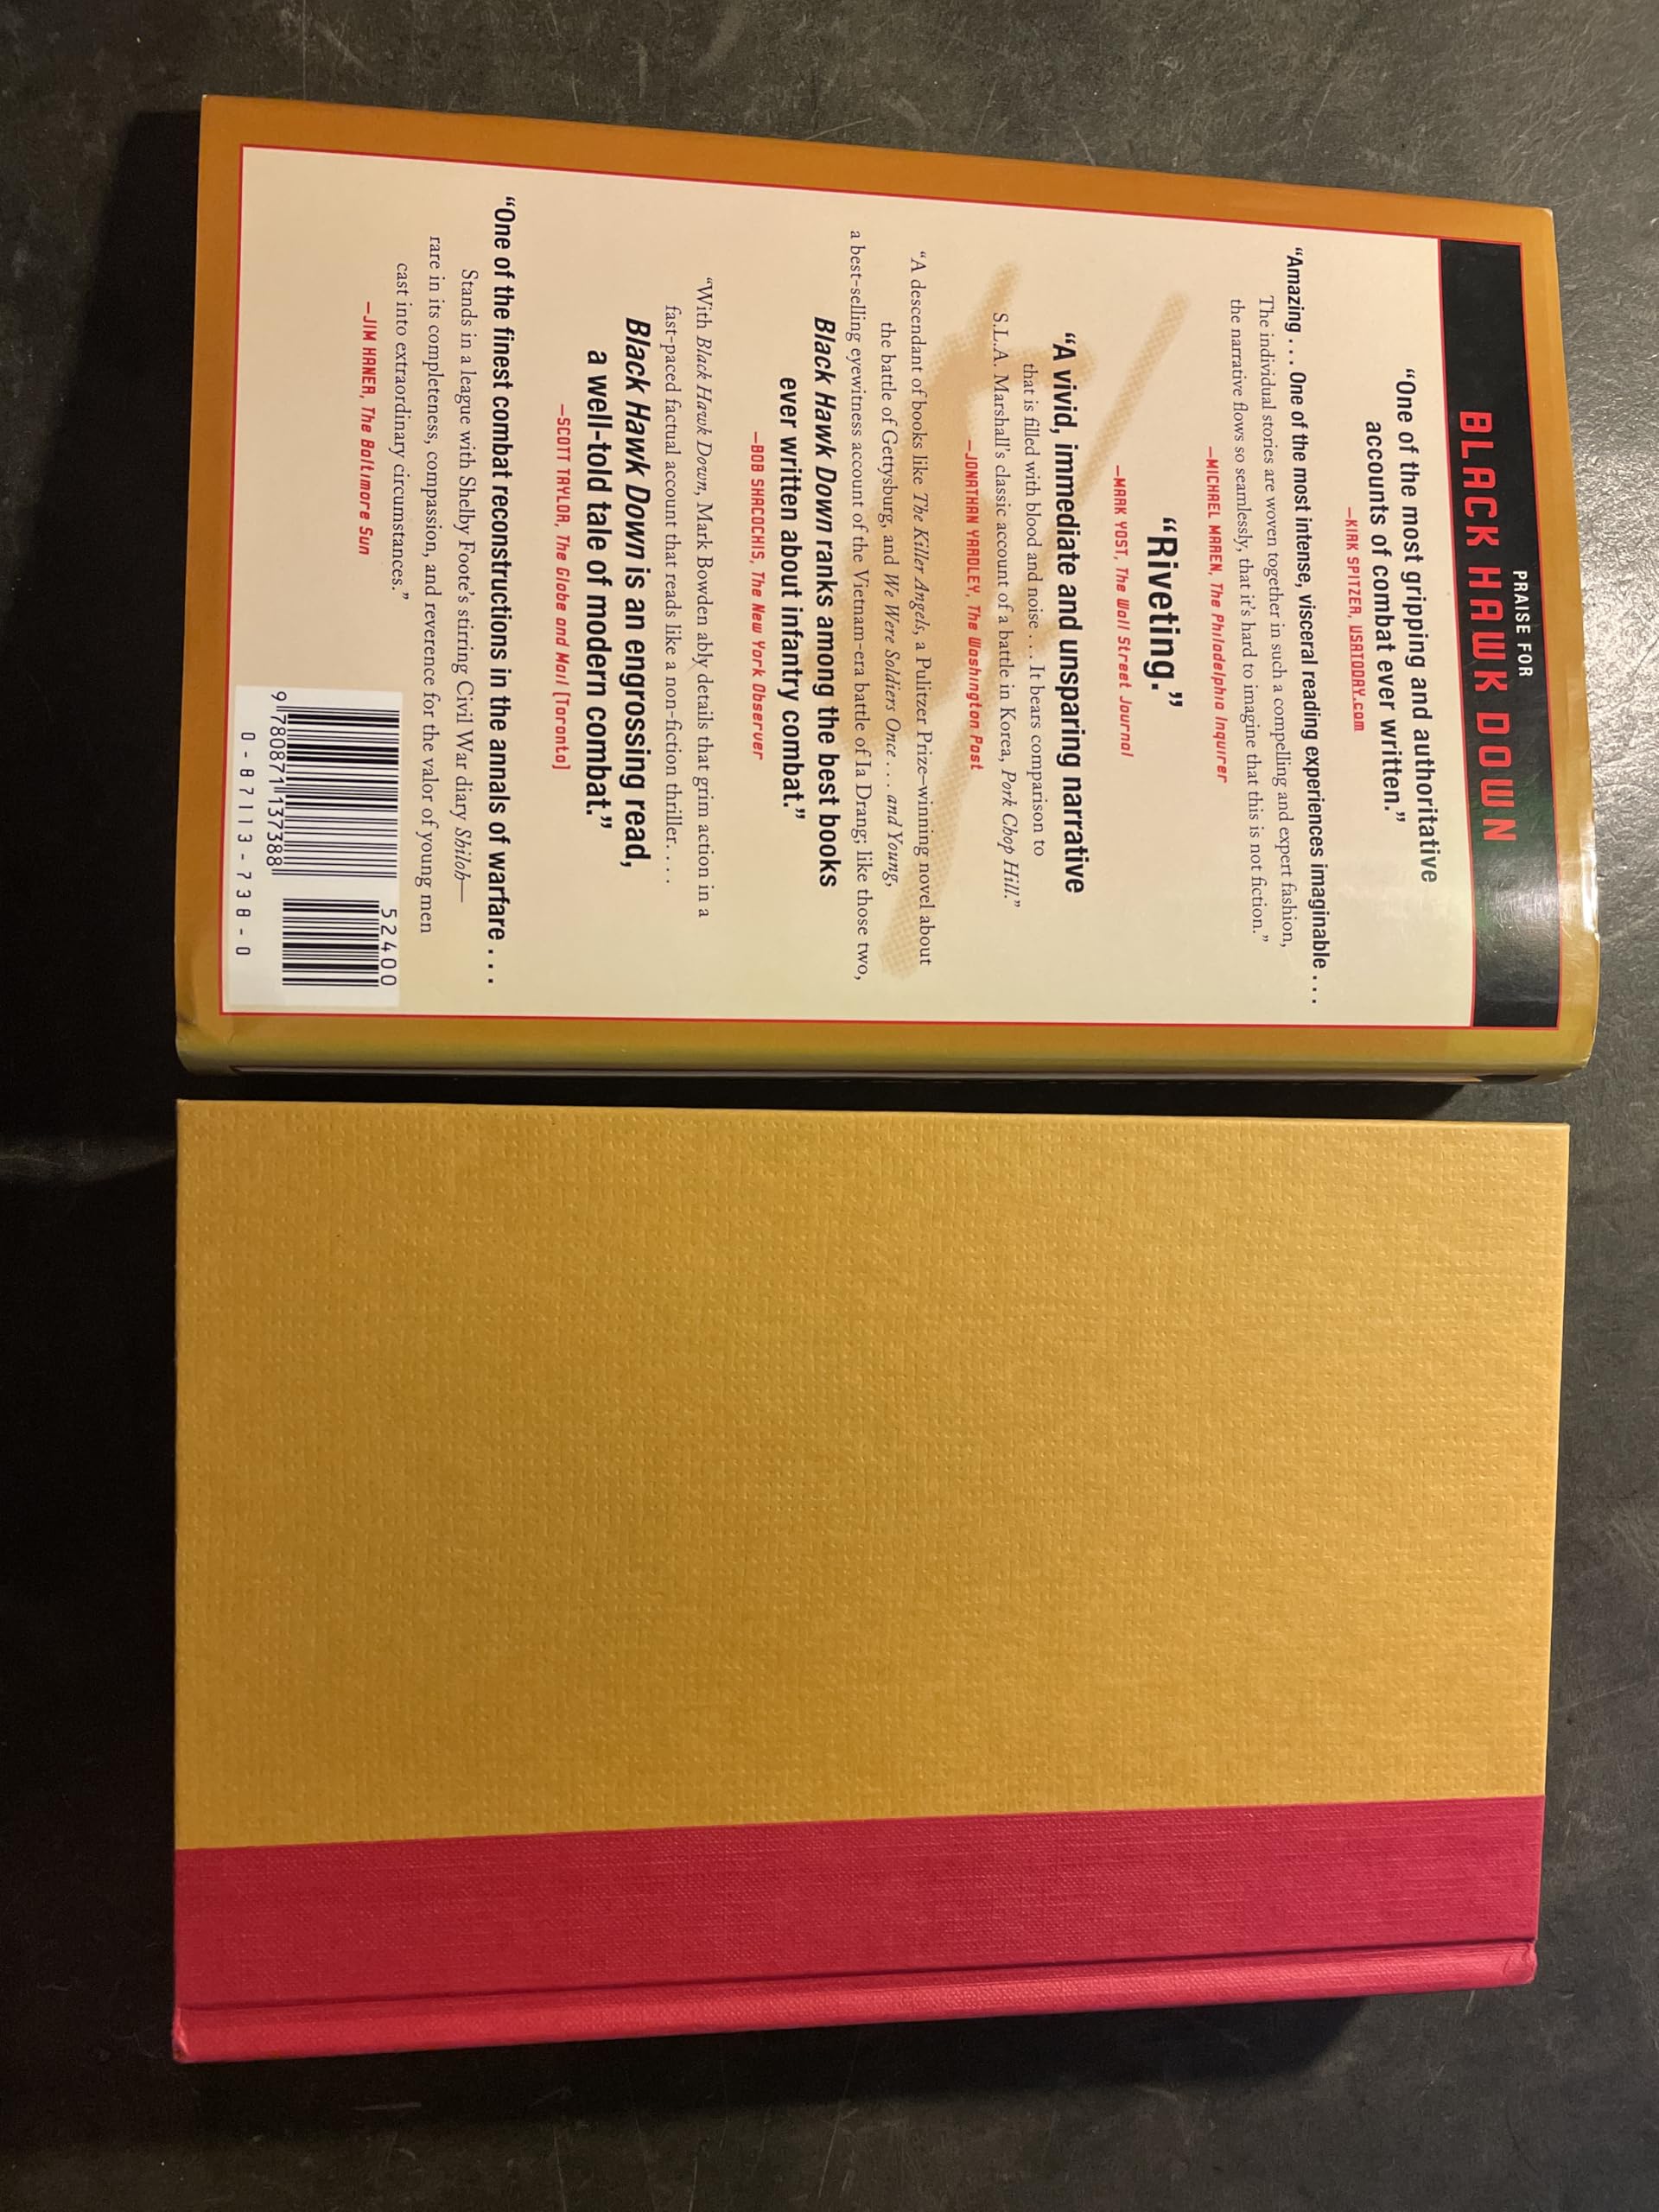 PRAISE FOR
BLACK HAWK DOWN
“One of the most gripping and authoritative
accounts of combat ever written.”
—KIRK SPITZER, USATODAY.com
“Amazing . . . One of the most intense, visceral reading experiences imaginable . . .
The individual stories are woven together in such a compelling and expert fashion,
the narrative flows so seamlessly, that it’s hard to imagine that this is not fiction.”
—MICHAEL MAREN, The Philadelphia Inquirer
“Riveting.”
—MARK YOST, The Wall Street Journal
“A vivid, immediate and unsparing narrative
that is filled with blood and noise . . . It bears comparison to
S.L.A. Marshall’s classic account of a battle in Korea, Pork Chop Hill.”
—JONATHAN YARDLEY, The Washington Post
“A descendant of books like The Killer Angels, a Pulitzer Prize–winning novel about
the battle of Gettysburg, and We Were Soldiers Once . . . and Young,
a best-selling eyewitness account of the Vietnam-era battle of Ia Drang; like those two,
Black Hawk Down ranks among the best books
ever written about infantry combat.”
—BOB SHACOCHIS, The New York Observer
“With Black Hawk Down, Mark Bowden ably details that grim action in a
fast-paced factual account that reads like a non-fiction thriller. . . .
Black Hawk Down is an engrossing read,
a well-told tale of modern combat.”
—SCOTT TAYLOR, The Globe and Mail [Toronto]
“One of the finest combat reconstructions in the annals of warfare . . .
Stands in a league with Shelby Foote’s stirring Civil War diary Shiloh—
rare in its completeness, compassion, and reverence for the valor of young men
cast into extraordinary circumstances.”
—JIM HANER, The Baltimore Sun
52400
9 780871 137388
0-87113-738-0